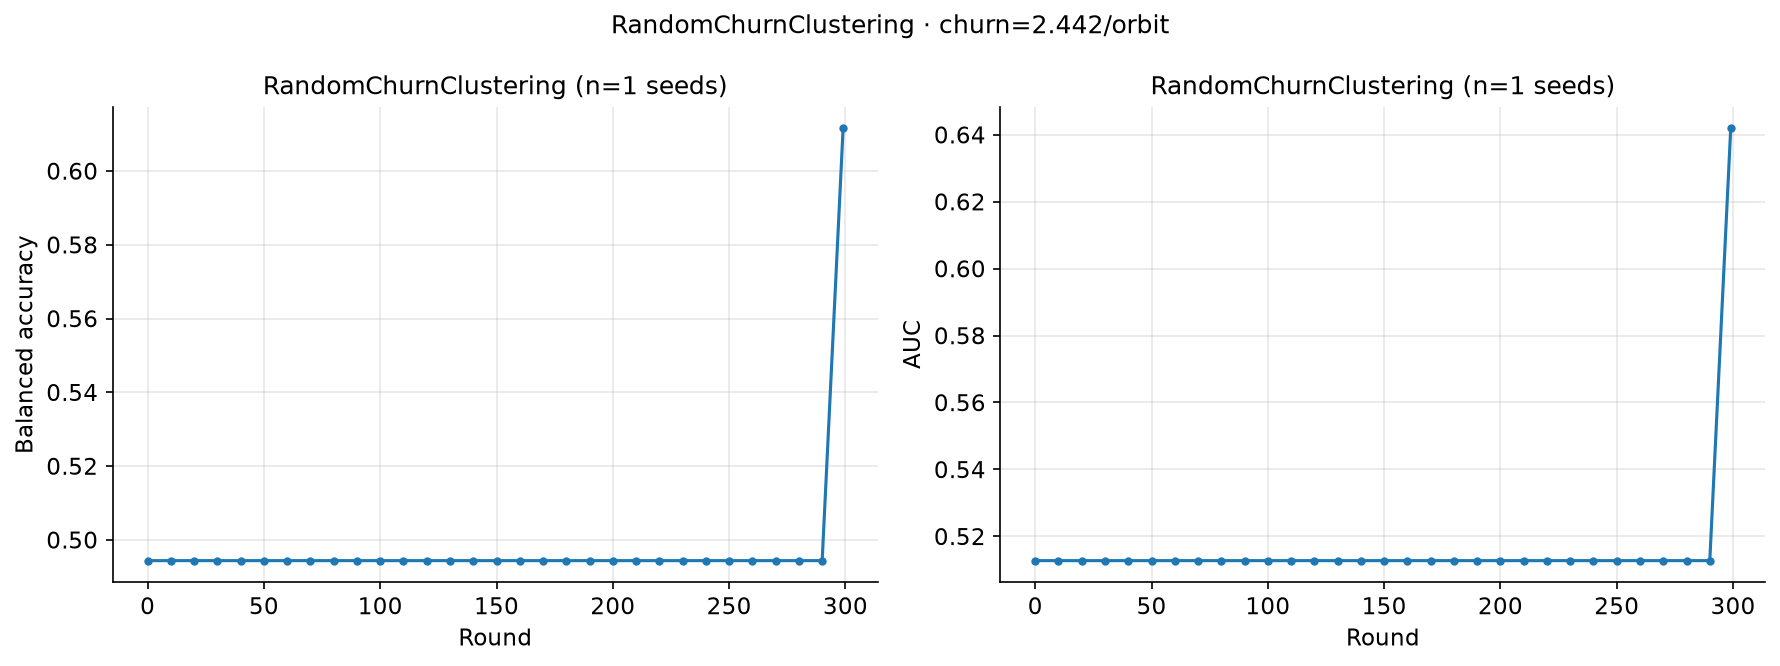 RandomChurnClustering · churn=2.442/orbit
RandomChurnClustering (n=1 seeds)
Balanced accuracy
0.60
0.58
0.56
0.54
0.52
0.50
0 50 100 150 200 250 300
Round
RandomChurnClustering (n=1 seeds)
AUC
0.64
0.62
0.60
0.58
0.56
0.54
0.52
0 50 100 150 200 250 300
Round